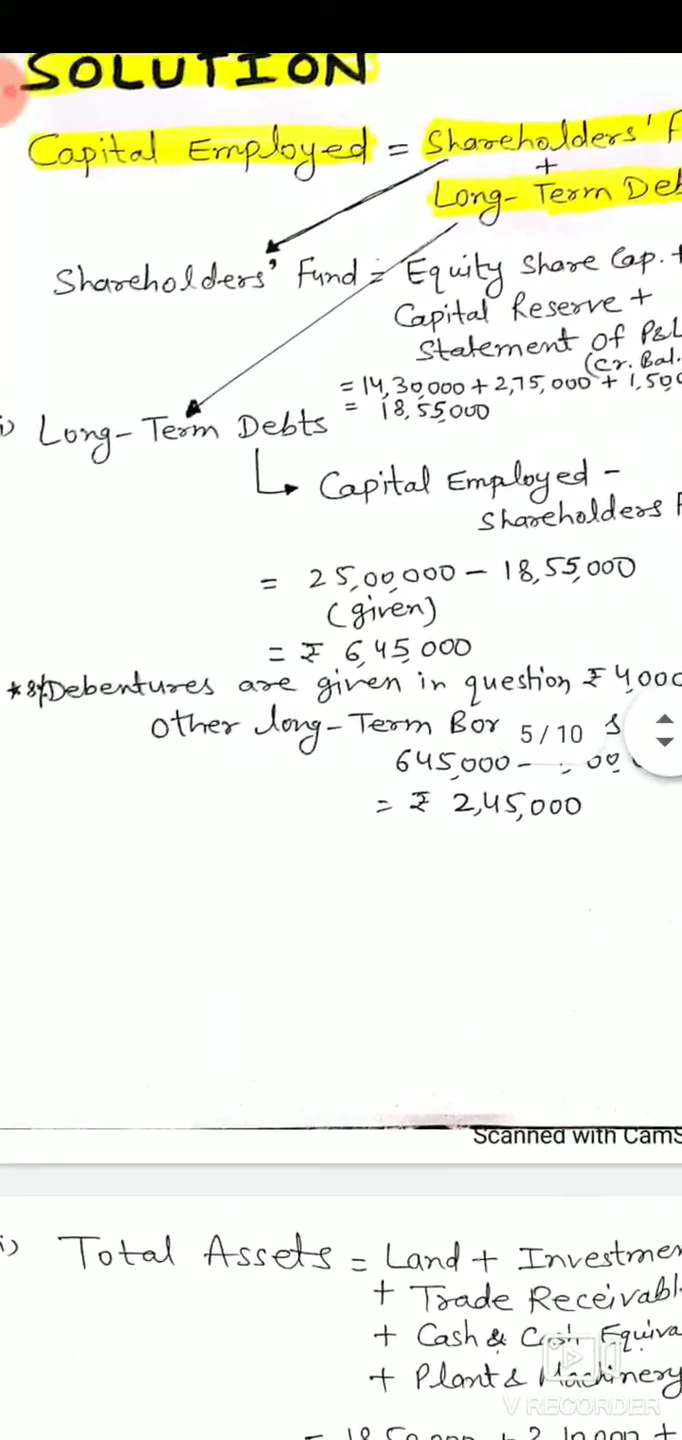 SOLUTION
Capital Employed = Shareholders' F
+
Long-Term Deb
Shareholders' Fund = Equity Share Cap. +
Capital Reserve +
Statement of P&L
(Cr. Bal.
= 14,30,000 + 2,75,000 + 1,50,0
= 18,55,000
i) Long-Term Debts
Capital Employed -
Shareholders F
= 25,00,000 - 18,55,000
(given)
= ₹ 6,45,000
* 8% Debentures are given in question ₹ 4,000
Other Long-Term Bor
5 / 10
645,000 -
= ₹ 2,45,000
Scanned with CamS
i) Total Assets = Land + Investmen
+ Trade Receivabl
+ Cash & Cash Equiva
+ Plant & Machinery
V RECORDER